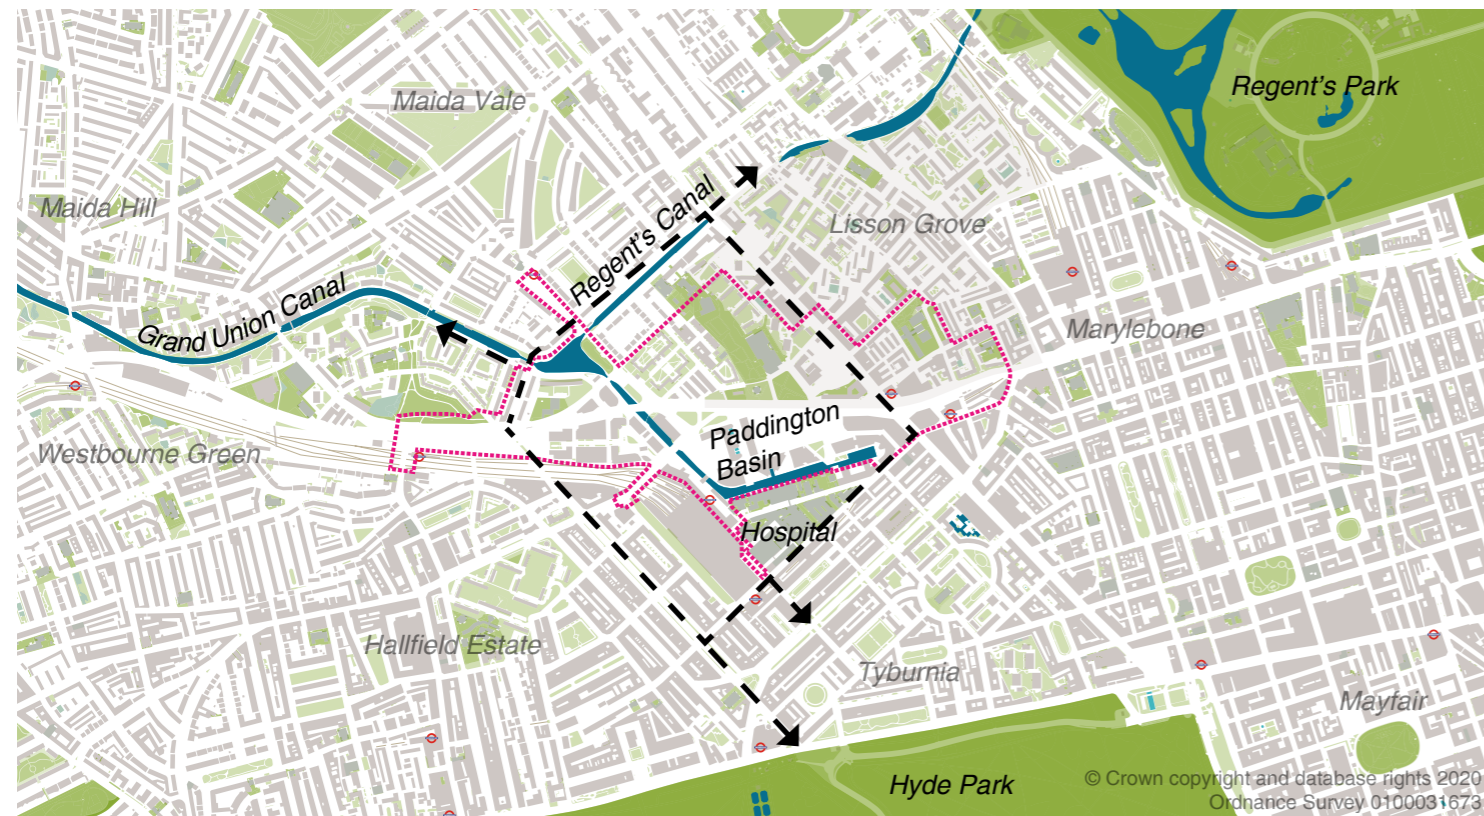 Regent's Park
Maida Vale
Maida Hill
Regent's Canal
Lisson Grove
Grand Union Canal
Marylebone
Paddington
Basin
Westbourne Green
Hospital
Hallfield Estate
Tyburnia
Mayfair
Hyde Park
© Crown copyright and database rights 2020
Ordnance Survey 0100031673